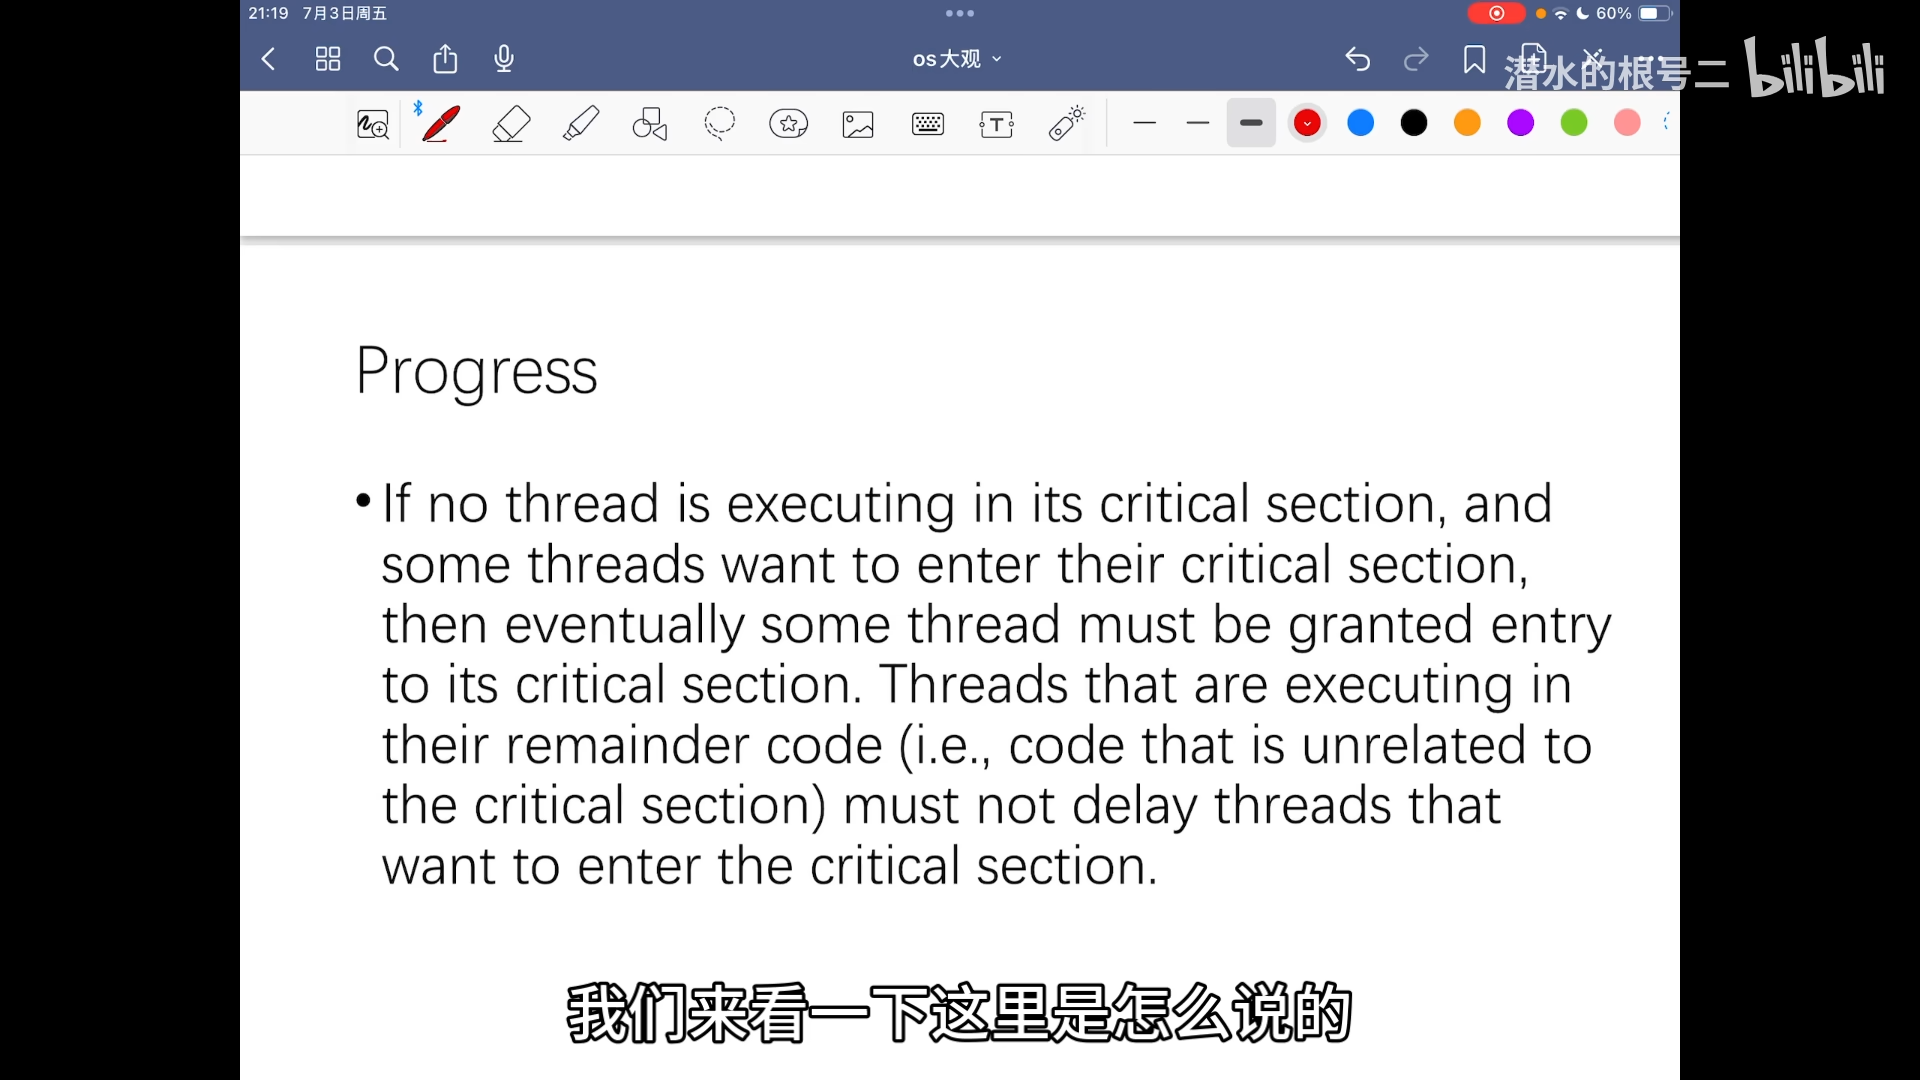 21:19 7月3日周五
60%
os大观
潜水的根号二 bilibili
T
Progress
• If no thread is executing in its critical section, and
some threads want to enter their critical section,
then eventually some thread must be granted entry
to its critical section. Threads that are executing in
their remainder code (i.e., code that is unrelated to
the critical section) must not delay threads that
want to enter the critical section.
我们来看一下这里是怎么说的